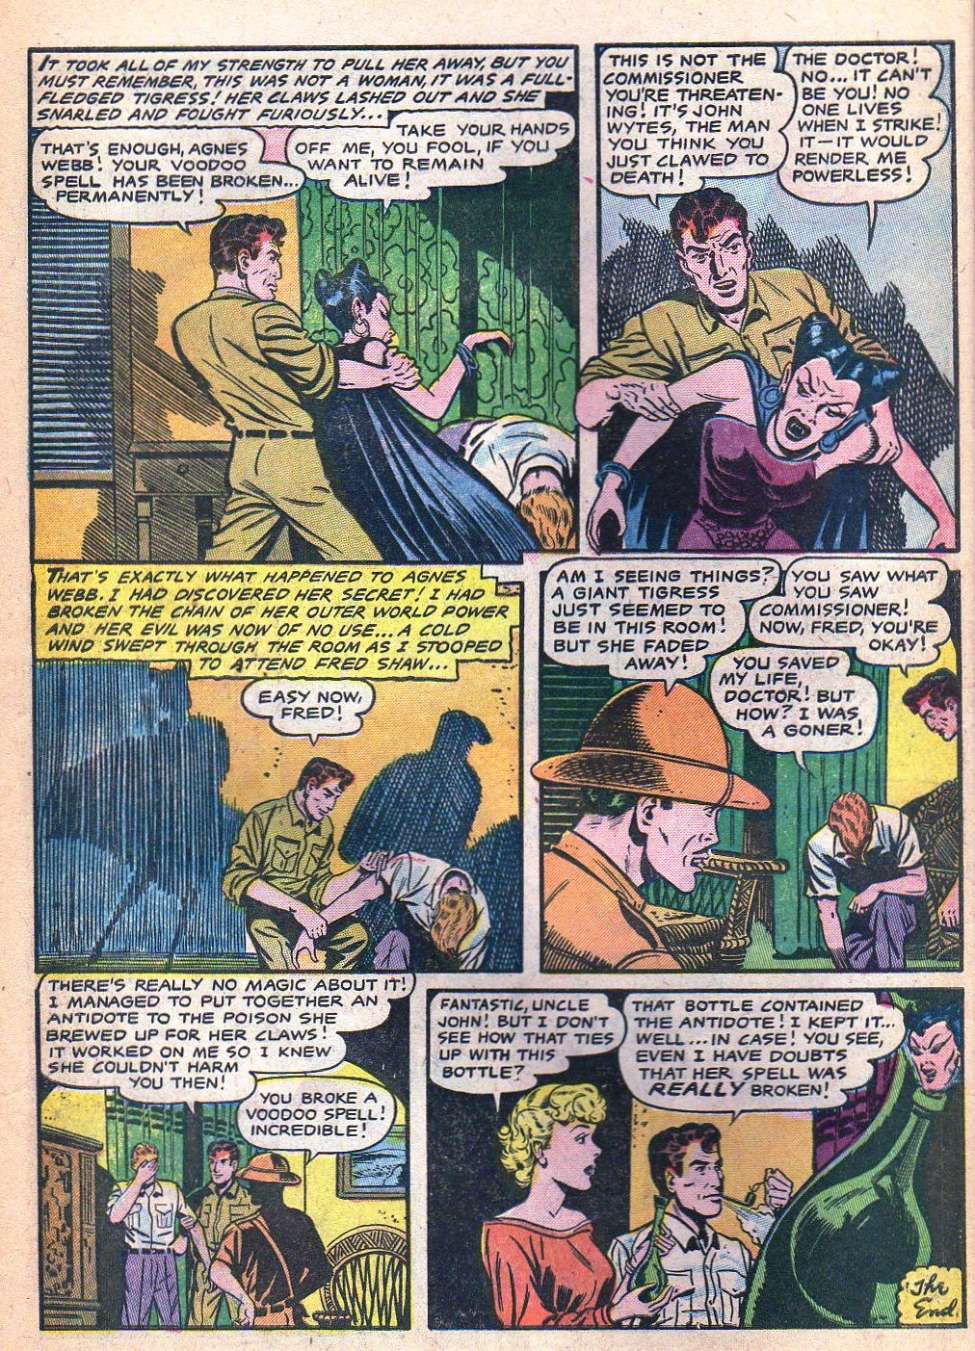 IT TOOK ALL OF MY STRENGTH TO PULL HER AWAY, BUT YOU
MUST REMEMBER, THIS WAS NOT A WOMAN, IT WAS A FULL-
FLEDGED TIGRESS! HER CLAWS LASHED OUT AND SHE
SNARLED AND FOUGHT FURIOUSLY...
THAT'S ENOUGH, AGNES
WEBB! YOUR VOODOO
SPELL HAS BEEN BROKEN...
PERMANENTLY!
TAKE YOUR HANDS
OFF ME, YOU FOOL, IF YOU
WANT TO REMAIN
ALIVE!
THIS IS NOT THE
COMMISSIONER
YOU'RE THREATEN-
ING! IT'S JOHN
WYTES, THE MAN
YOU THINK YOU
JUST CLAWED TO
DEATH!
THE DOCTOR!
NO... IT CAN'T
BE YOU! NO
ONE LIVES
WHEN I STRIKE!
IT—IT WOULD
RENDER ME
POWERLESS!
THAT'S EXACTLY WHAT HAPPENED TO AGNES
WEBB. I HAD DISCOVERED HER SECRET! I HAD
BROKEN THE CHAIN OF HER OUTER WORLD POWER
AND HER EVIL WAS NOW OF NO USE... A COLD
WIND SWEPT THROUGH THE ROOM AS I STOOPED
TO ATTEND FRED SHAW...
EASY NOW,
FRED!
AM I SEEING THINGS?
A GIANT TIGRESS
JUST SEEMED TO
BE IN THIS ROOM!
BUT SHE FADED
AWAY!
YOU SAW WHAT
YOU SAW
COMMISSIONER!
NOW, FRED, YOU'RE
OKAY!
YOU SAVED
MY LIFE,
DOCTOR! BUT
HOW? I WAS
A GONER!
THERE'S REALLY NO MAGIC ABOUT IT!
I MANAGED TO PUT TOGETHER AN
ANTIDOTE TO THE POISON SHE
BREWED UP FOR HER CLAWS!
IT WORKED ON ME SO I KNEW
SHE COULDN'T HARM
YOU THEN!
YOU BROKE A
VOODOO SPELL!
INCREDIBLE!
FANTASTIC, UNCLE
JOHN! BUT I DON'T
SEE HOW THAT TIES
UP WITH THIS
BOTTLE?
THAT BOTTLE CONTAINED
THE ANTIDOTE! I KEPT IT...
WELL...IN CASE! YOU SEE,
EVEN I HAVE DOUBTS
THAT HER SPELL WAS
REALLY BROKEN!
The
End